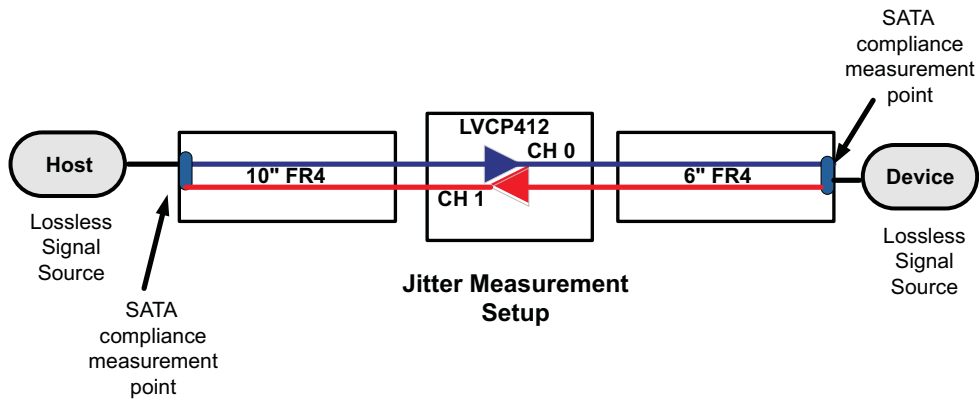 SATA
compliance
measurement
point
LVCP412
CH 0
Host
10" FR4
6" FR4
Device
CH 1
Lossless
Signal
Source
Lossless
Signal
Source
Jitter Measurement
Setup
SATA
compliance
measurement
point